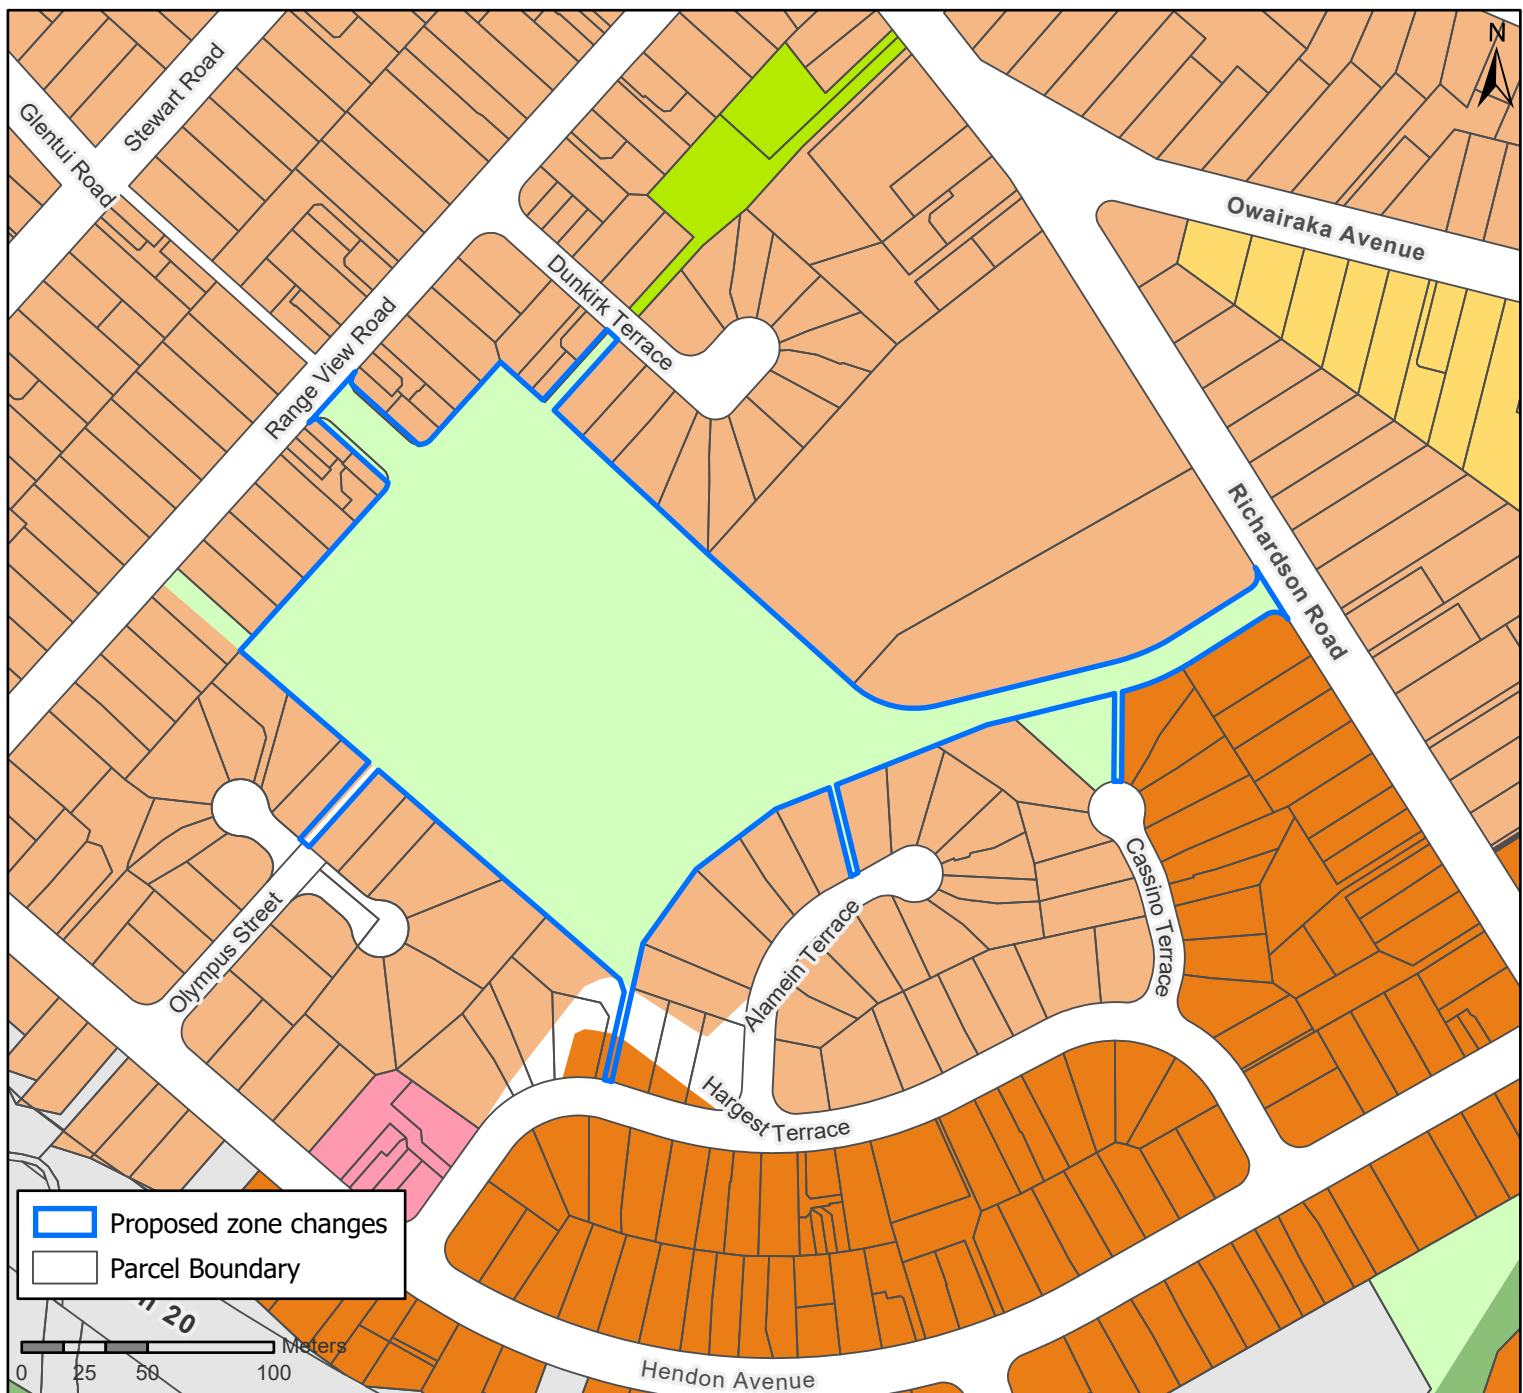 N
Stewart Road
Glentui Road
Owairaka Avenue
Dunkirk Terrace
Range View Road
Richardson Road
Cassino Terrace
Alamein Terrace
Olympus Street
Hargest Terrace
Proposed zone changes
Parcel Boundary
20
Meters
0 25 50 100
Hendon Avenue